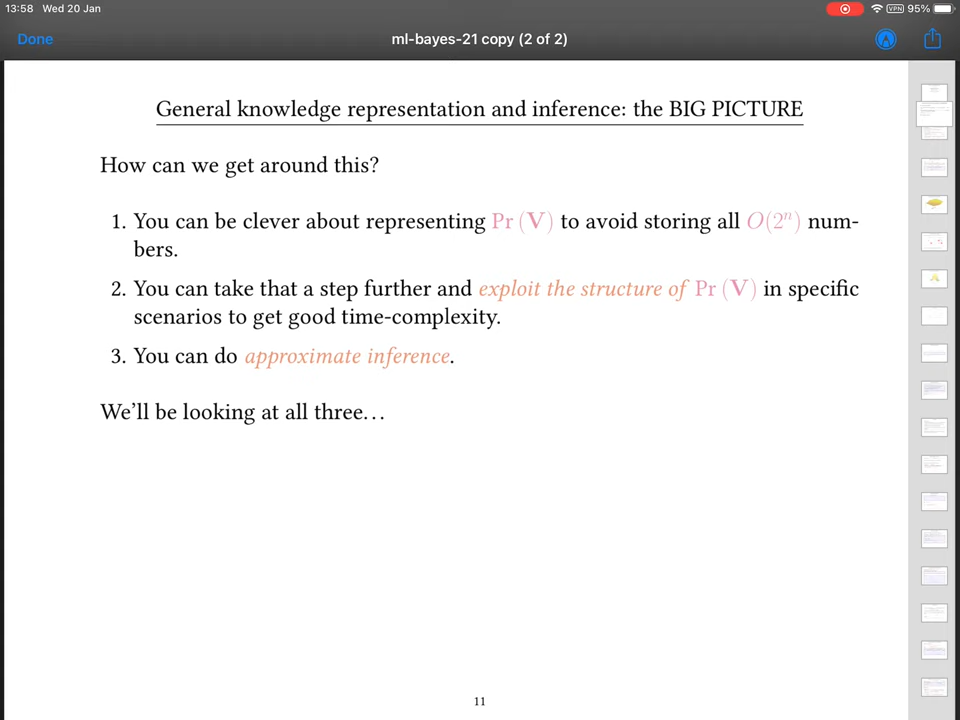 13:58 Wed 20 Jan VPN 95%
Done ml-bayes-21 copy (2 of 2)
General knowledge representation and inference: the BIG PICTURE
How can we get around this?
1. You can be clever about representing Pr (V) to avoid storing all O(2ⁿ) num-
bers.
2. You can take that a step further and exploit the structure of Pr (V) in specific
scenarios to get good time-complexity.
3. You can do approximate inference.
We'll be looking at all three…
11